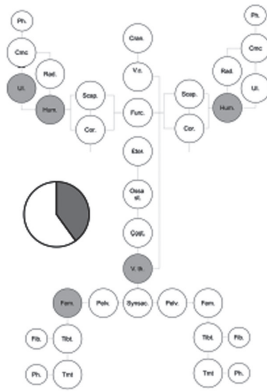 Ph.
Cmc
Rad.
Ul.
Hum.
Scap.
Cor.
Cran.
V.c.
Furc.
Ster.
Ossa
st.
Cost.
V. th.
Ph.
Cmc
Rad.
Ul.
Scap.
Hum.
Cor.
Fem.
Pelv.
Synsac.
Pelv.
Fem.
Fib.
Tibt.
Ph.
Tmt
Tibt.
Fib.
Tmt
Ph.